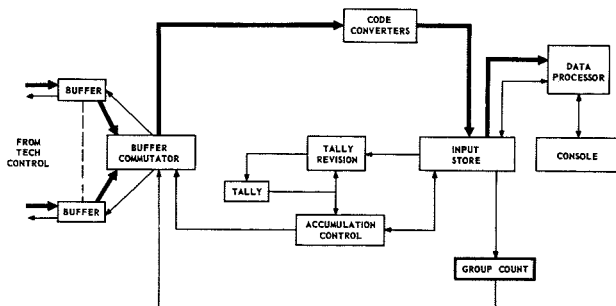 CODE
CONVERTERS
DATA
PROCESSOR
BUFFER
FROM
TECH
CONTROL
BUFFER
COMMUTATOR
TALLY
REVISION
INPUT
STORE
CONSOLE
TALLY
BUFFER
ACCUMULATION
CONTROL
GROUP COUNT